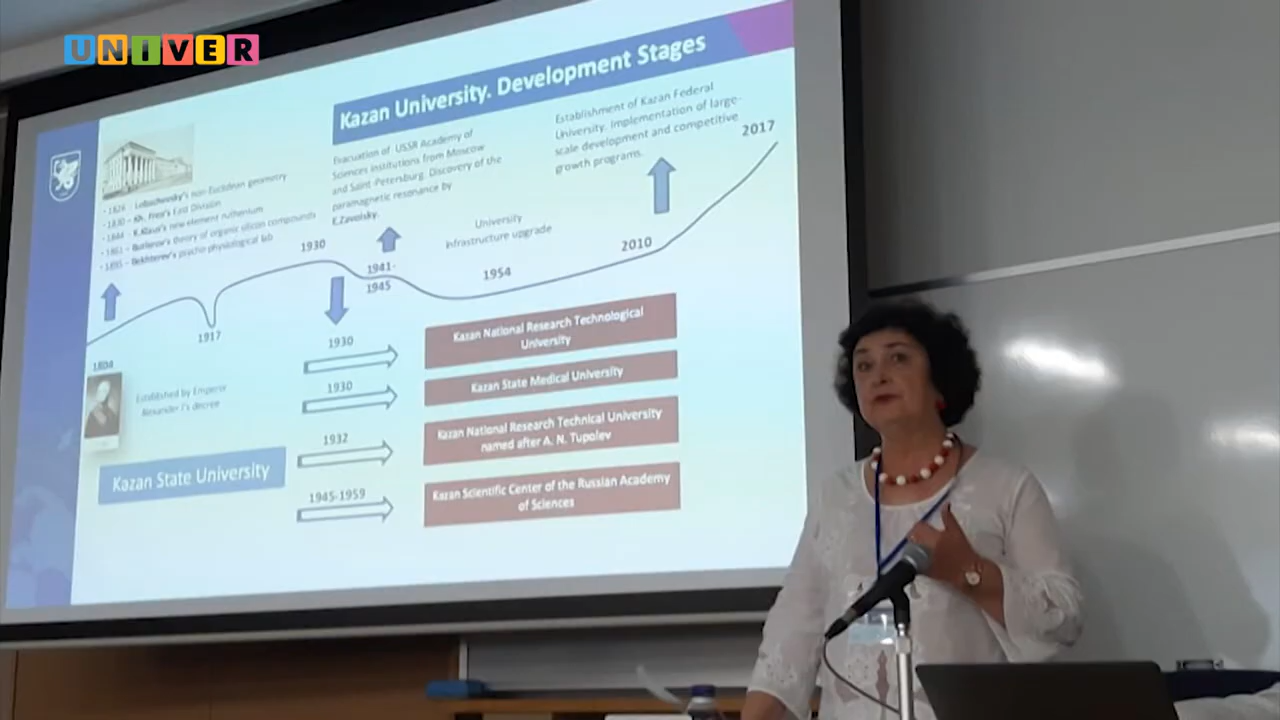 UNIVER
Kazan University. Development Stages
- 1826 - Lobachevsky's non-Euclidean geometry
- 1830 - Kh. Fren's East Division
- 1844 - K.Klaus's new element ruthenium
- 1861 - Butlerov's theory of organic silicon compounds
- 1885 - Bekhterev's psycho-physiological lab
Evacuation of USSR Academy of
Sciences institutions from Moscow
and Saint-Petersburg. Discovery of the
paramagnetic resonance by
E.Zavoisky.
Establishment of Kazan Federal
University. Implementation of large-
scale development and competitive
growth programs.
2017
1930
University
infrastructure upgrade
2010
1941-
1945
1954
1917
1804
Established by Emperor
Alexander I's decree
Kazan State University
1930
Kazan National Research Technological
University
1930
Kazan State Medical University
1932
Kazan National Research Technical University
named after A. N. Tupolev
1945-1959
Kazan Scientific Center of the Russian Academy
of Sciences